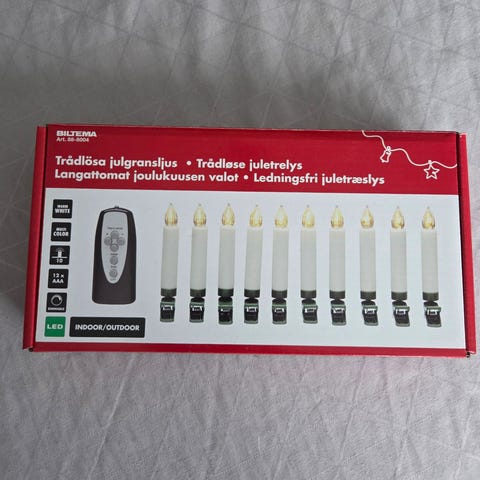 BILTEMA
Art. 88-8004
Trådlösa julgransljus • Trådløse juletrelys
Langattomat joulukuusen valot • Ledningsfri juletræslys
WARM
WHITE
MULTI
COLOR
10
12 x
AAA
DIMMABLE
LED
INDOOR/OUTDOOR